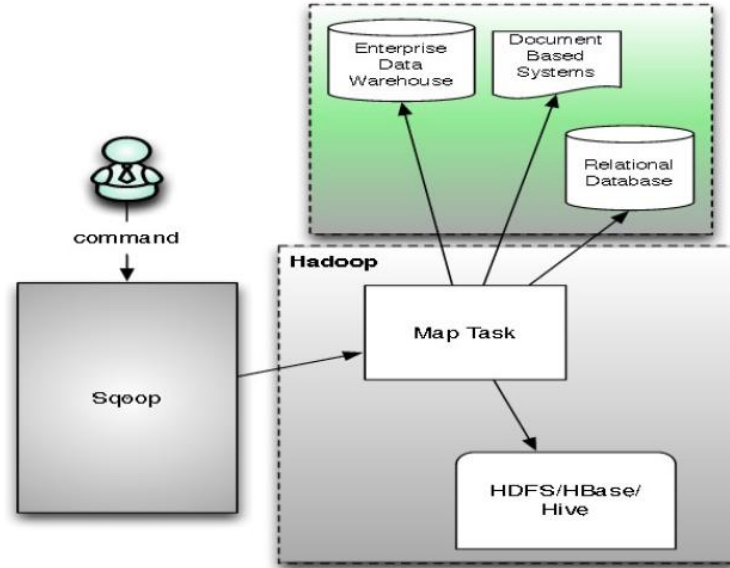 Enterprise
Data
Warehouse
Document
Based
Systems
Relational
Database
command
Hadoop
Map Task
Sqoop
HDFS/HBase/
Hive